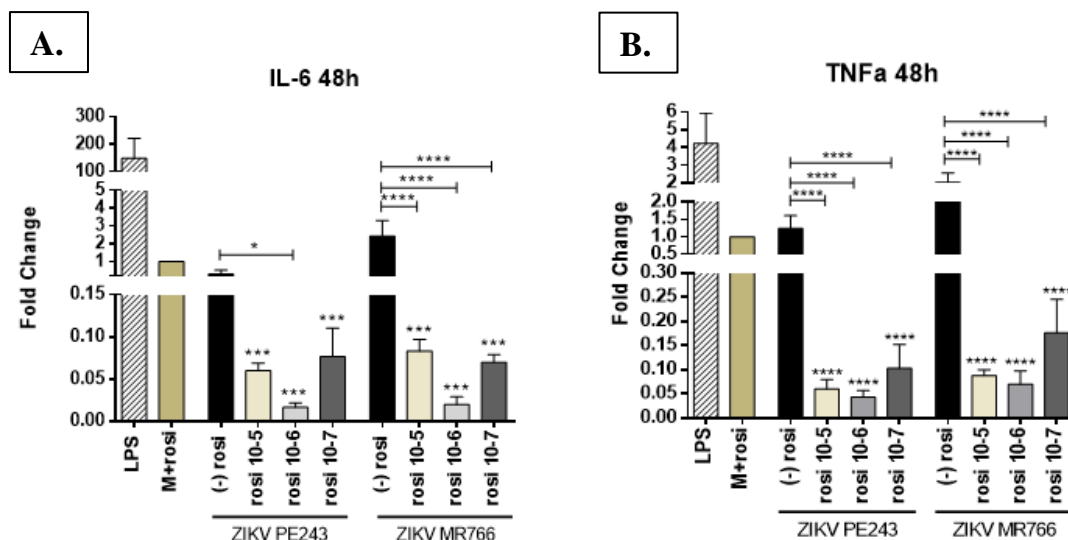 A.
IL-6 48h
Fold Change
300
200
100
5
4
3
2
1
0.15
0.10
0.05
0.00
*
****
****
****
***
***
***
***
***
***
LPS
M+rosi
(-) rosi
rosi 10-5
rosi 10-6
rosi 10-7
(-) rosi
rosi 10-5
rosi 10-6
rosi 10-7
ZIKV PE243
ZIKV MR766
B.
TNFa 48h
Fold Change
6
5
4
3
2
2.0
1.5
1.0
0.5
0.30
0.25
0.20
0.15
0.10
0.05
0.00
****
****
****
****
****
****
****
****
****
****
****
****
LPS
M+rosi
(-) rosi
rosi 10-5
rosi 10-6
rosi 10-7
(-) rosi
rosi 10-5
rosi 10-6
rosi 10-7
ZIKV PE243
ZIKV MR766